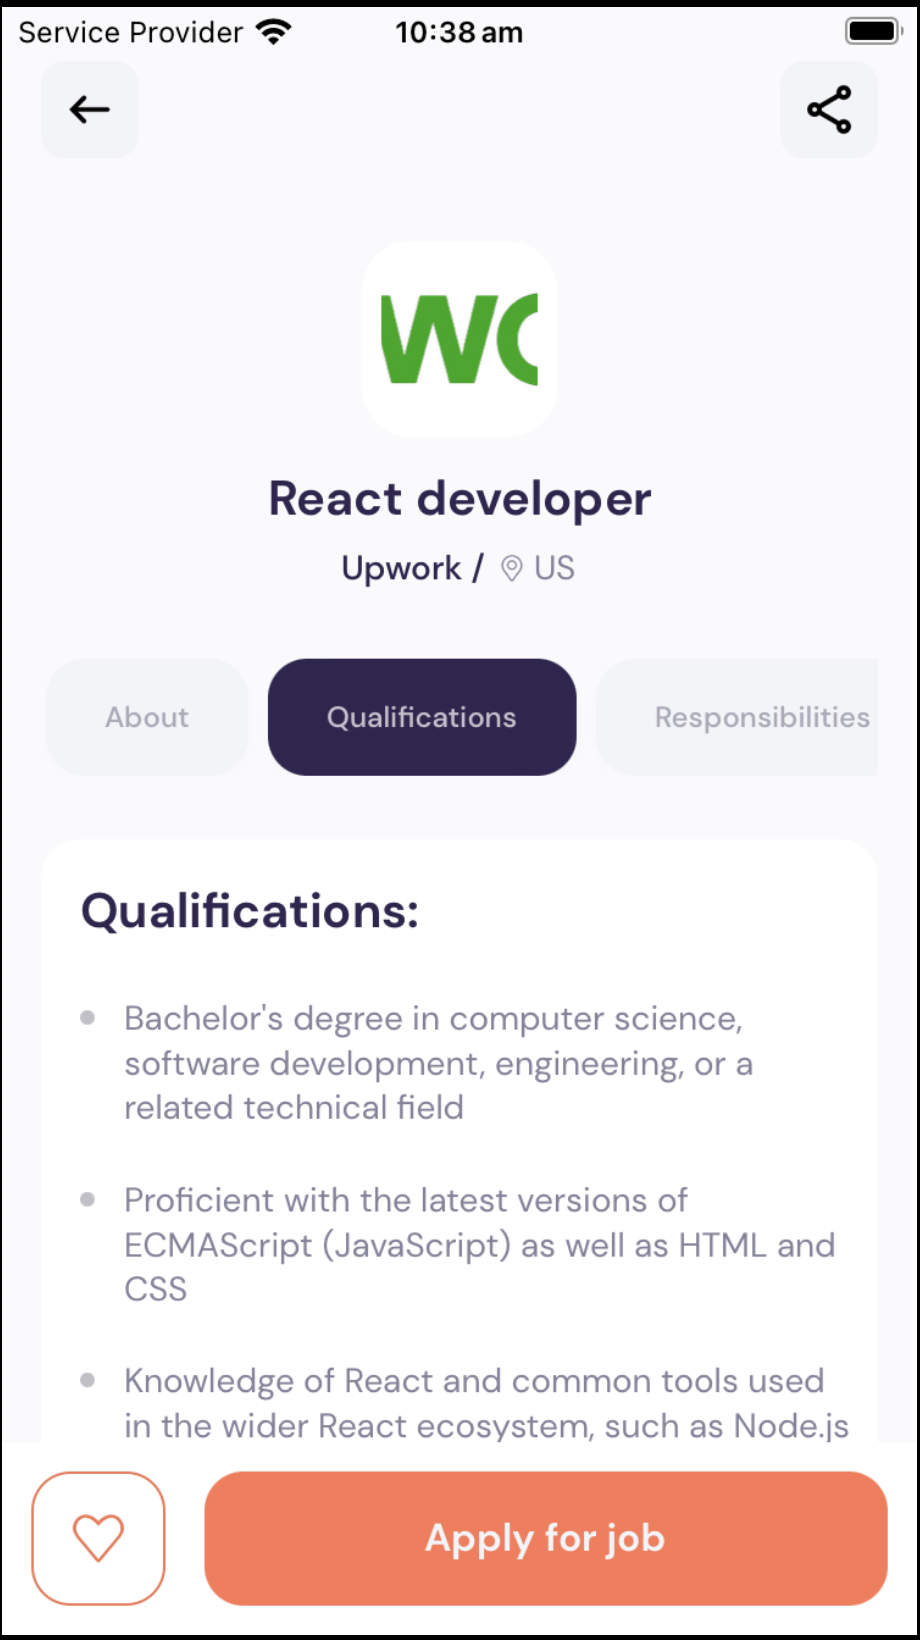 Service Provider 10:38 am
WO
React developer
Upwork / US
About Qualifications Responsibilities
Qualifications:
Bachelor's degree in computer science,
software development, engineering, or a
related technical field
Proficient with the latest versions of
ECMAScript (JavaScript) as well as HTML and
CSS
Knowledge of React and common tools used
in the wider React ecosystem, such as Node.js
Apply for job